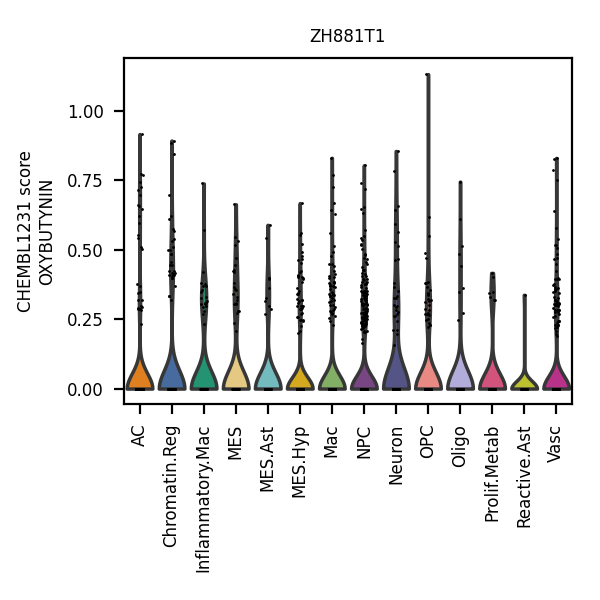 ZH881T1
CHEMBL1231 score
OXYBUTYNIN
1.00
0.75
0.50
0.25
0.00
AC
Chromatin.Reg
Inflammatory.Mac
MES
MES.Ast
MES.Hyp
Mac
NPC
Neuron
OPC
Oligo
Prolif.Metab
Reactive.Ast
Vasc